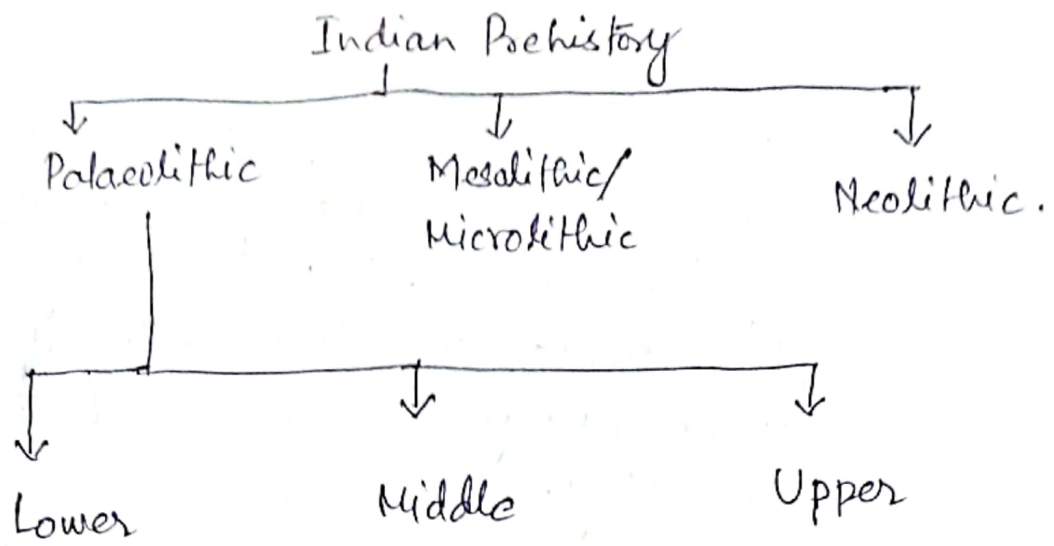 Indian Prehistory
Palaeolithic
Mesolithic/
Microlithic
Neolithic.
Lower
Middle
Upper